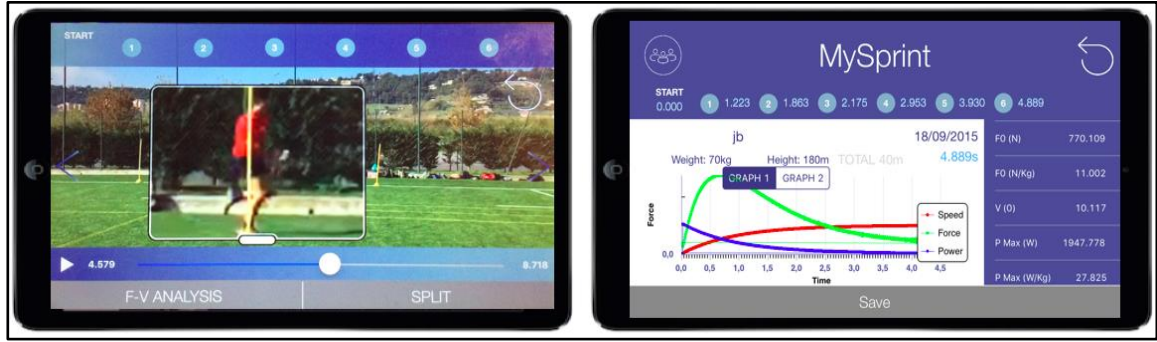 START
1 2 3 4 5 6
4.579 8.718
F-V ANALYSIS SPLIT
MySprint
START
0.000 1 1.223 2 1.863 3 2.175 4 2.953 5 3.930 6 4.889
jb 18/09/2015
Weight: 70kg Height: 180m TOTAL 40m 4.889s
GRAPH 1 GRAPH 2
Force
Speed
Force
Power
0,0
0,0 0,5 1,0 1,5 2,0 2,5 3,0 3,5 4,0 4,5
Time
F0 (N) 770.109
F0 (N/Kg) 11.002
V (0) 10.117
P Max (W) 1947.778
P Max (W/Kg) 27.825
Save